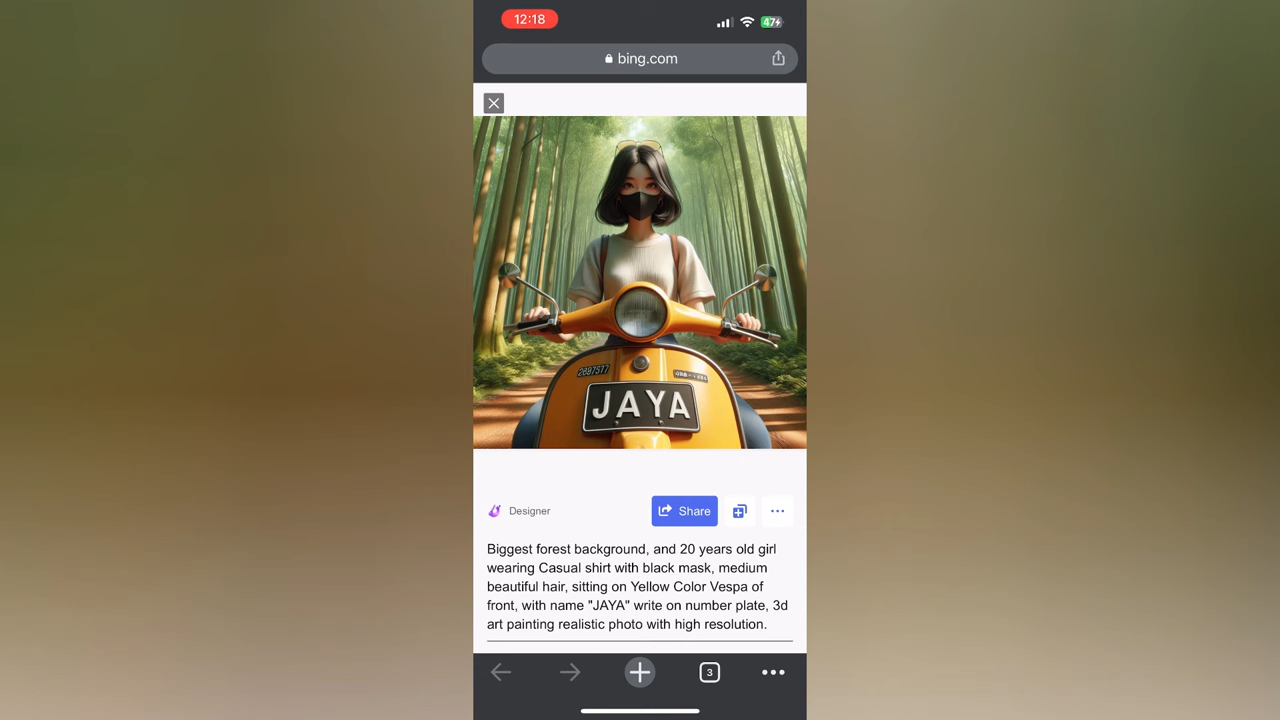 12:18
47
bing.com
2697517
JAYA
Designer
Share
Biggest forest background, and 20 years old girl
wearing Casual shirt with black mask, medium
beautiful hair, sitting on Yellow Color Vespa of
front, with name "JAYA" write on number plate, 3d
art painting realistic photo with high resolution.
3